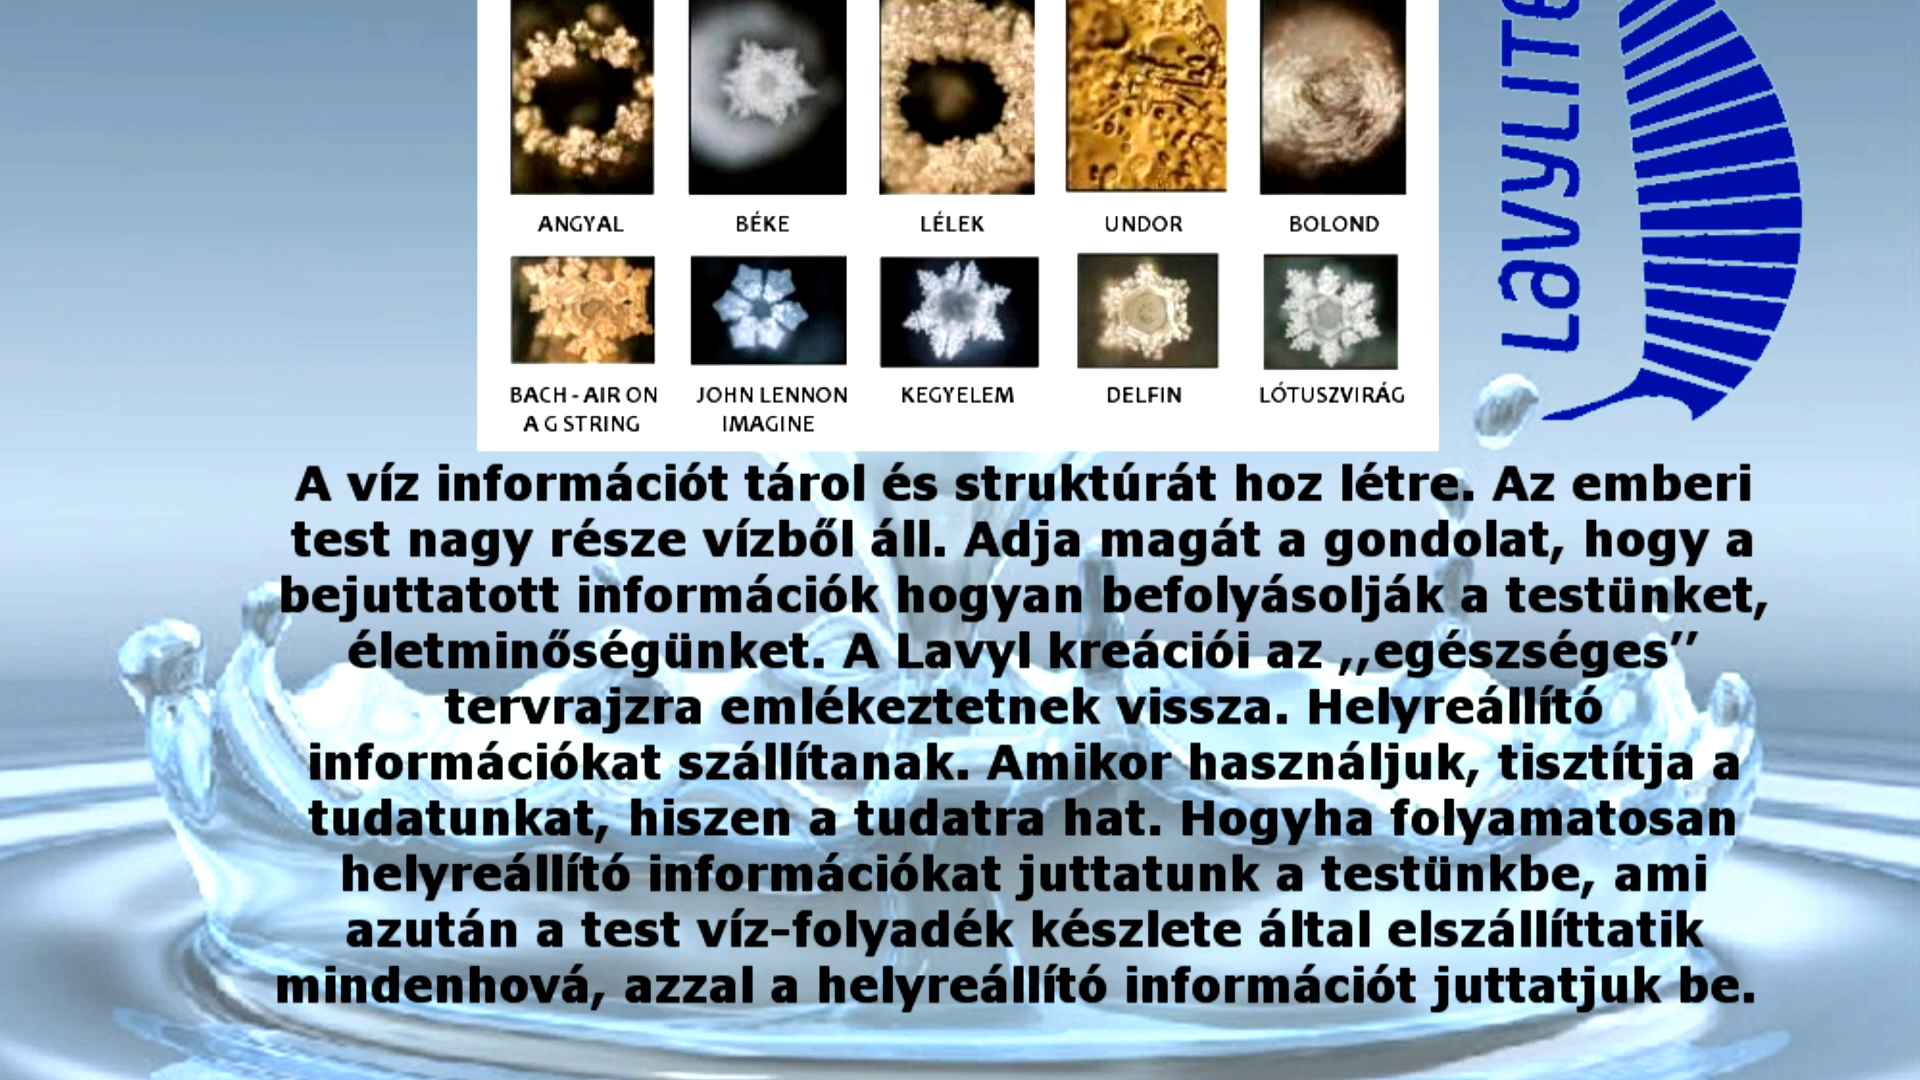 ANGYAL BÉKE LÉLEK UNDOR BOLOND
BACH - AIR ON JOHN LENNON KEGYELEM DELFIN LÓTUSZVIRÁG
A G STRING IMAGINE
LavyLITE
A víz információt tárol és struktúrát hoz létre. Az emberi
test nagy része vízből áll. Adja magát a gondolat, hogy a
bejuttatott információk hogyan befolyásolják a testünket,
életminőségünket. A Lavyl kreációi az ,,egészséges’’
tervrajzra emlékeztetnek vissza. Helyreállító
információkat szállítanak. Amikor használjuk, tisztítja a
tudatunkat, hiszen a tudatra hat. Hogyha folyamatosan
helyreállító információkat juttatunk a testünkbe, ami
azután a test víz-folyadék készlete által elszállíttatik
mindenhová, azzal a helyreállító információt juttatjuk be.